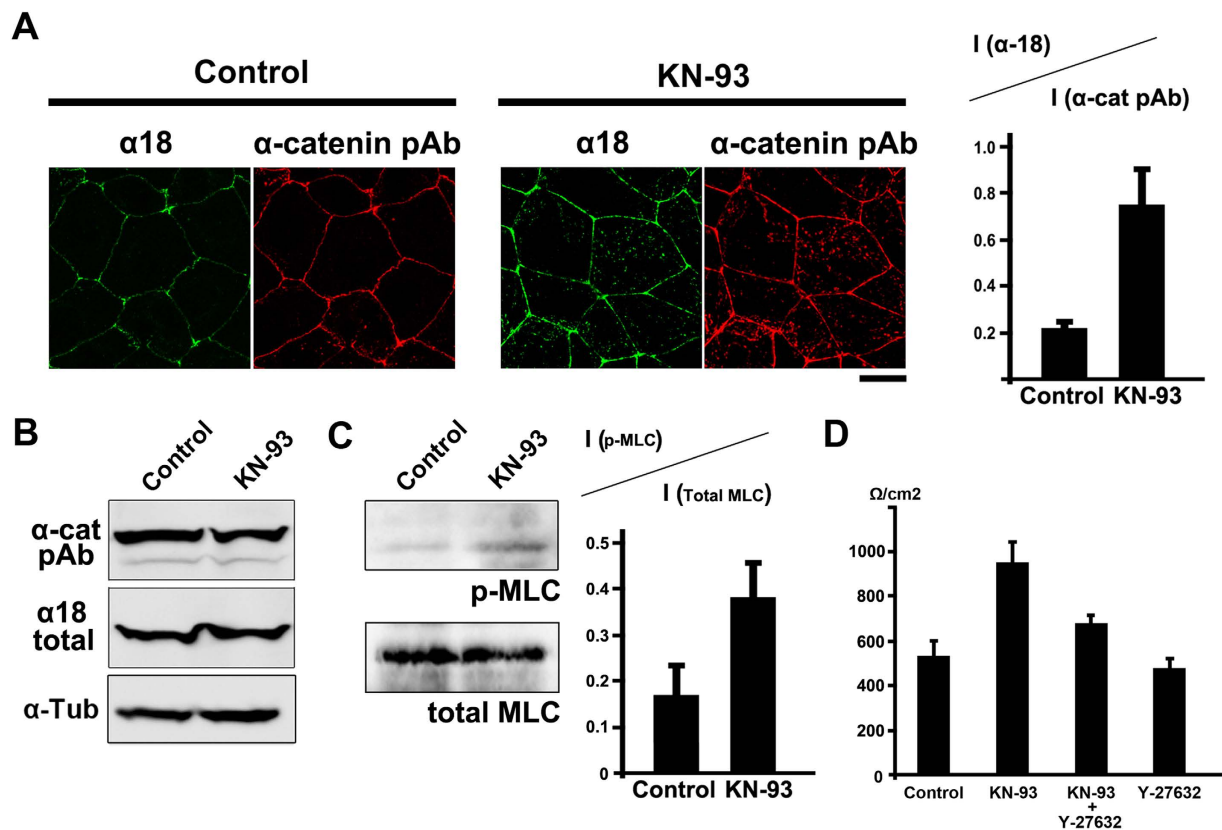 A
Control
KN-93
α18
α-catenin pAb
α18
α-catenin pAb
I (α-18)
I (α-cat pAb)
1.0
0.8
0.6
0.4
0.2
Control KN-93
B
Control
KN-93
α-cat
pAb
α18
total
α-Tub
C
Control
KN-93
p-MLC
total MLC
I (p-MLC)
I (Total MLC)
0.5
0.4
0.3
0.2
0.1
0
Control KN-93
D
Ω/cm2
1000
800
600
400
200
0
Control
KN-93
KN-93
+
Y-27632
Y-27632